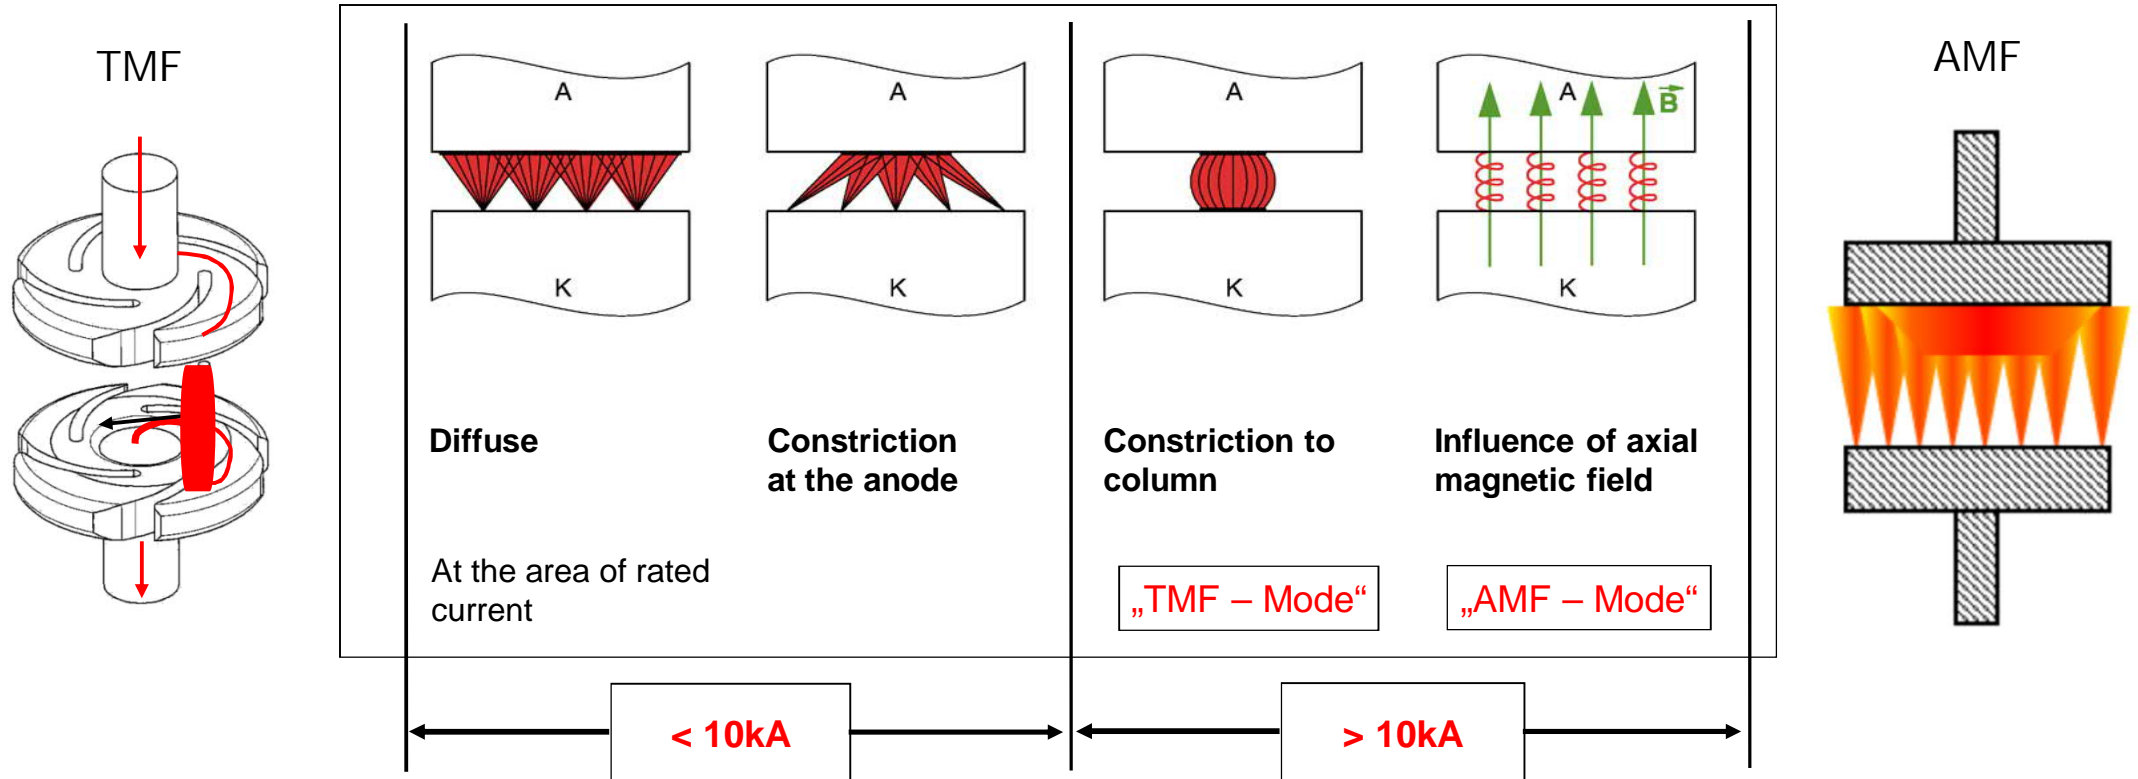 TMF
AMF
A
A
A
A
B
K
K
K
K
Diffuse
Constriction
at the anode
Constriction to
column
Influence of axial
magnetic field
At the area of rated
current
„TMF – Mode“
„AMF – Mode“
< 10kA
> 10kA